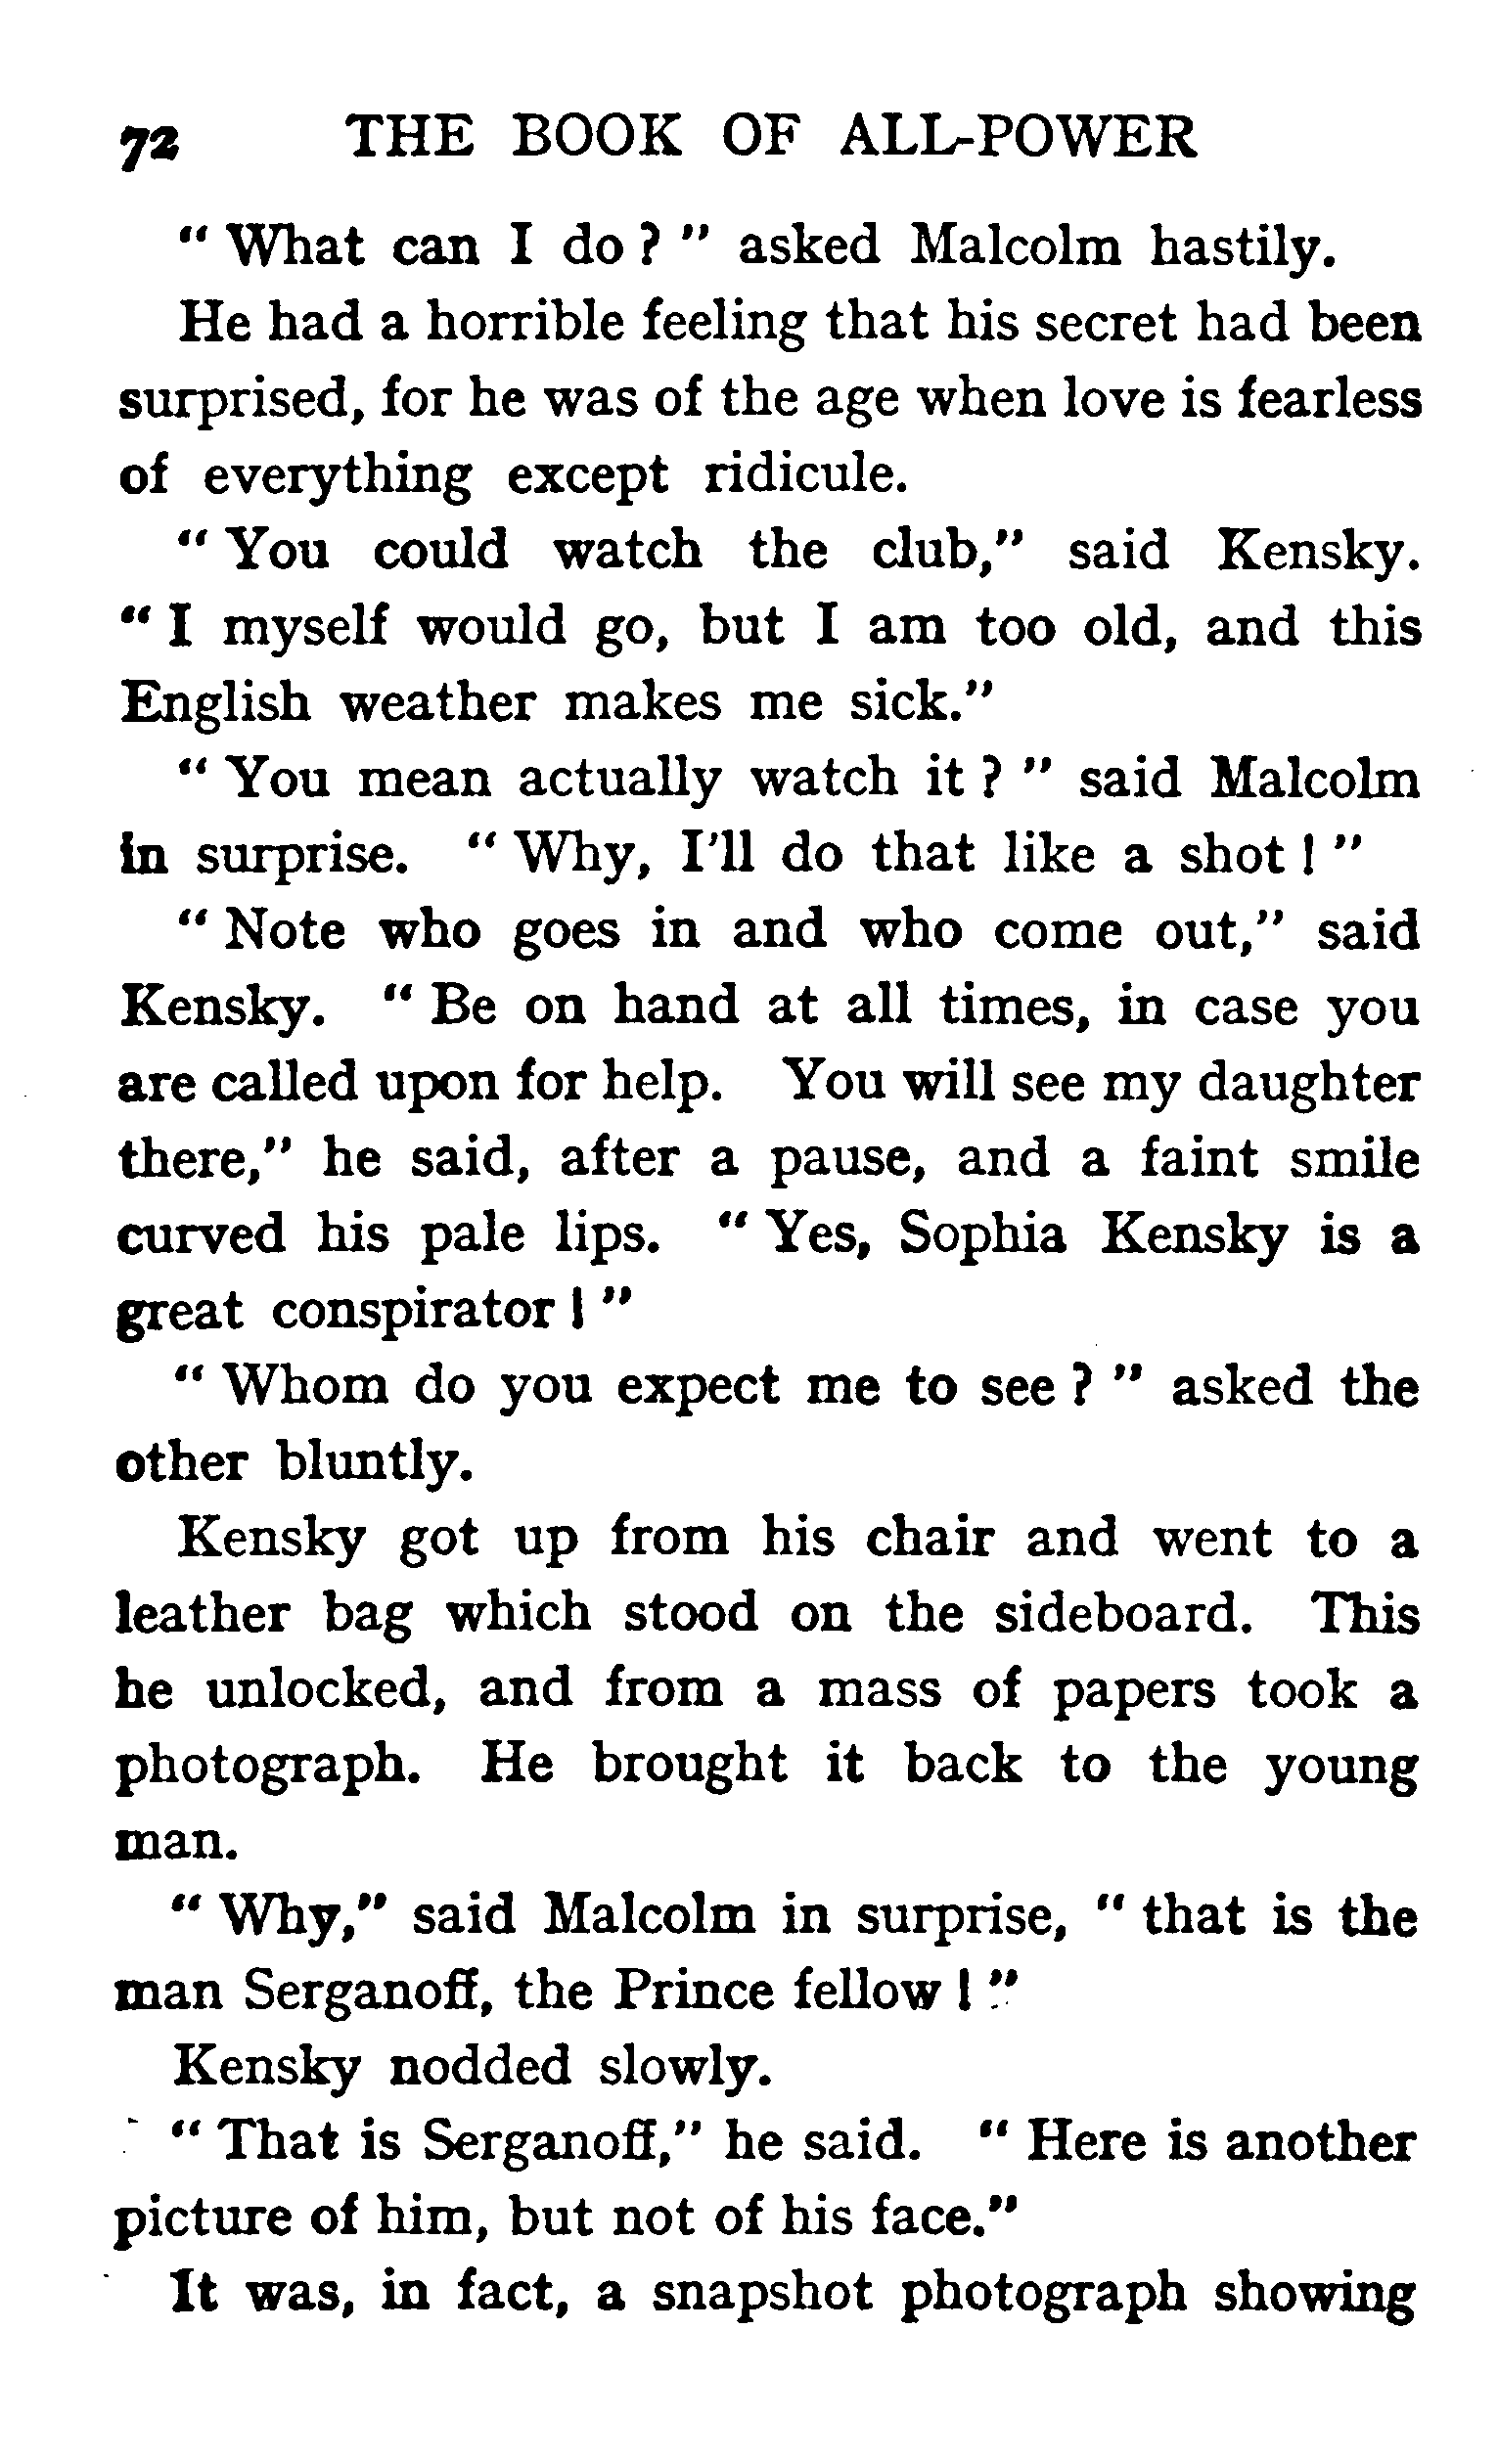 72 THE BOOK OF ALL-POWER
"What can I do?" asked Malcolm hastily.
He had a horrible feeling that his secret had been
surprised, for he was of the age when love is fearless
of everything except ridicule.
"You could watch the club," said Kensky.
"I myself would go, but I am too old, and this
English weather makes me sick."
"You mean actually watch it?" said Malcolm
in surprise. "Why, I'll do that like a shot!"
"Note who goes in and who come out," said
Kensky. "Be on hand at all times, in case you
are called upon for help. You will see my daughter
there," he said, after a pause, and a faint smile
curved his pale lips. "Yes, Sophia Kensky is a
great conspirator!"
"Whom do you expect me to see?" asked the
other bluntly.
Kensky got up from his chair and went to a
leather bag which stood on the sideboard. This
he unlocked, and from a mass of papers took a
photograph. He brought it back to the young
man.
"Why," said Malcolm in surprise, "that is the
man Serganoff, the Prince fellow!"
Kensky nodded slowly.
"That is Serganoff," he said. "Here is another
picture of him, but not of his face."
It was, in fact, a snapshot photograph showing